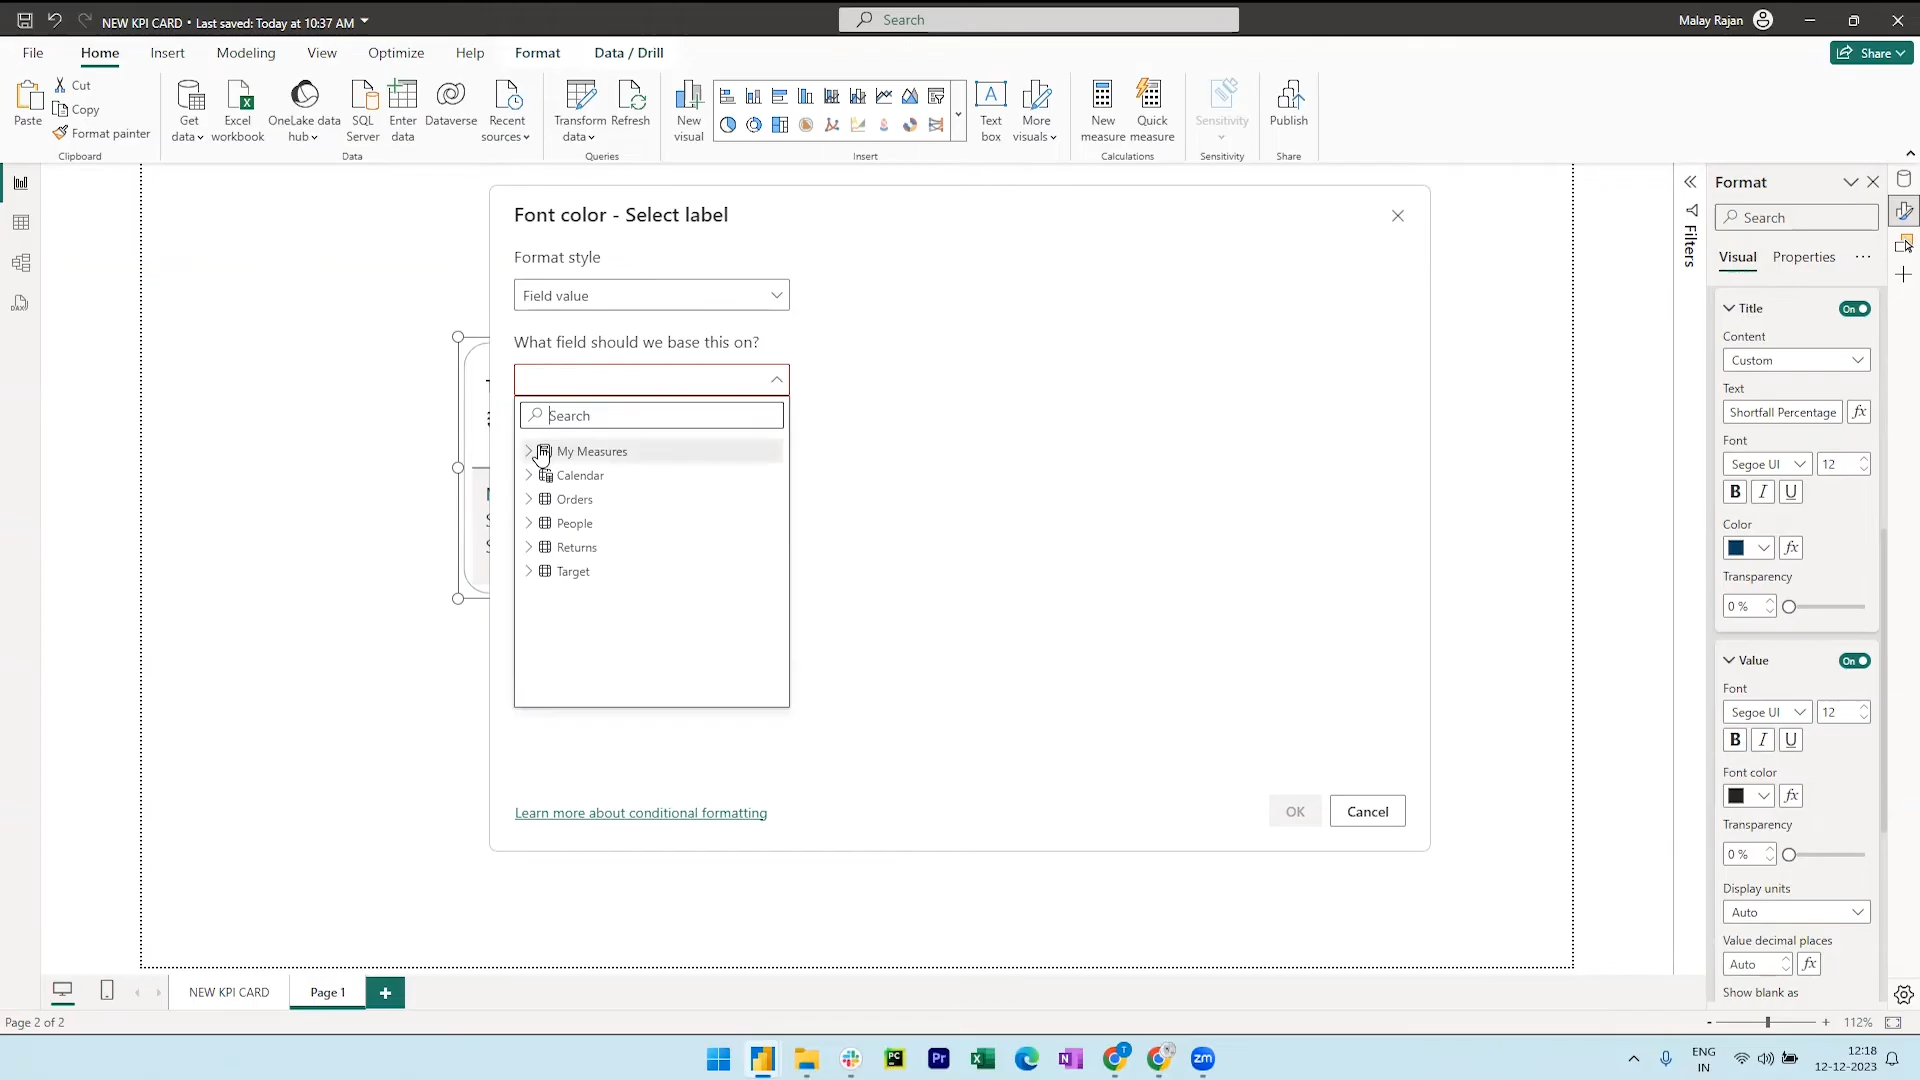 NEW KPI CARD • Last saved: Today at 10:37 AM
Search
Malay Rajan
File
Home
Insert
Modeling
View
Optimize
Help
Format
Data / Drill
Share
Paste
Cut
Copy
Format painter
Clipboard
Get data
Excel workbook
OneLake data hub
SQL Server
Enter data
Dataverse
Recent sources
Data
Transform data
Refresh
Queries
New visual
Text box
More visuals
Insert
New measure
Quick measure
Calculations
Sensitivity
Sensitivity
Publish
Share
Font color - Select label
Format style
Field value
What field should we base this on?
Search
My Measures
Calendar
Orders
People
Returns
Target
Learn more about conditional formatting
OK
Cancel
Filters
Format
Search
Visual
Properties
Title
On
Content
Custom
Text
Shortfall Percentage
fx
Font
Segoe UI
12
B
I
U
Color
fx
Transparency
0 %
Value
On
Font
Segoe UI
12
B
I
U
Font color
fx
Transparency
0 %
Display units
Auto
Value decimal places
Auto
fx
Show blank as
NEW KPI CARD
Page 1
Page 2 of 2
- + 112%
ENG
IN
12:18
12-12-2023